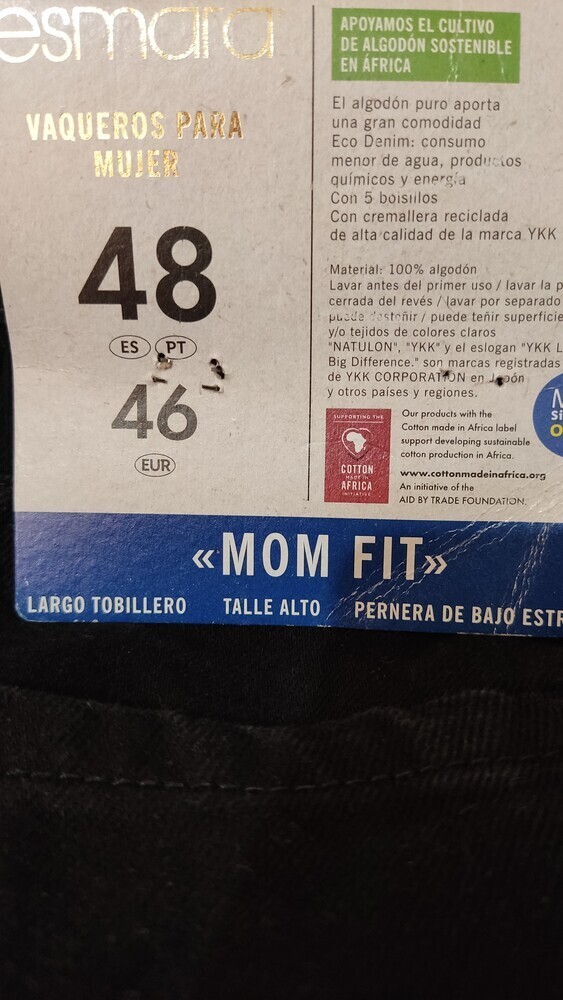 esmara
VAQUEROS PARA
MUJER
48
ES PT
46
EUR
APOYAMOS EL CULTIVO
DE ALGODÓN SOSTENIBLE
EN ÁFRICA
El algodón puro aporta
una gran comodidad
Eco Denim: consumo
menor de agua, productos
químicos y energía
Con 5 bolsillos
Con cremallera reciclada
de alta calidad de la marca YKK
Material: 100% algodón
Lavar antes del primer uso / lavar la p
cerrada del revés / lavar por separado
puede desteñir / puede teñir superficie
y/o tejidos de colores claros
"NATULON", "YKK" y el eslogan "YKK L
Big Difference." son marcas registradas
de YKK CORPORATION en Japón
y otros países y regiones.
SUPPORTING THE
COTTON
MADE IN
AFRICA
INITIATIVE
Our products with the
Cotton made in Africa label
support developing sustainable
cotton production in Africa.
www.cottonmadeinafrica.org
An initiative of the
AID BY TRADE FOUNDATION.
«MOM FIT»
LARGO TOBILLERO TALLE ALTO PERNERA DE BAJO ESTR